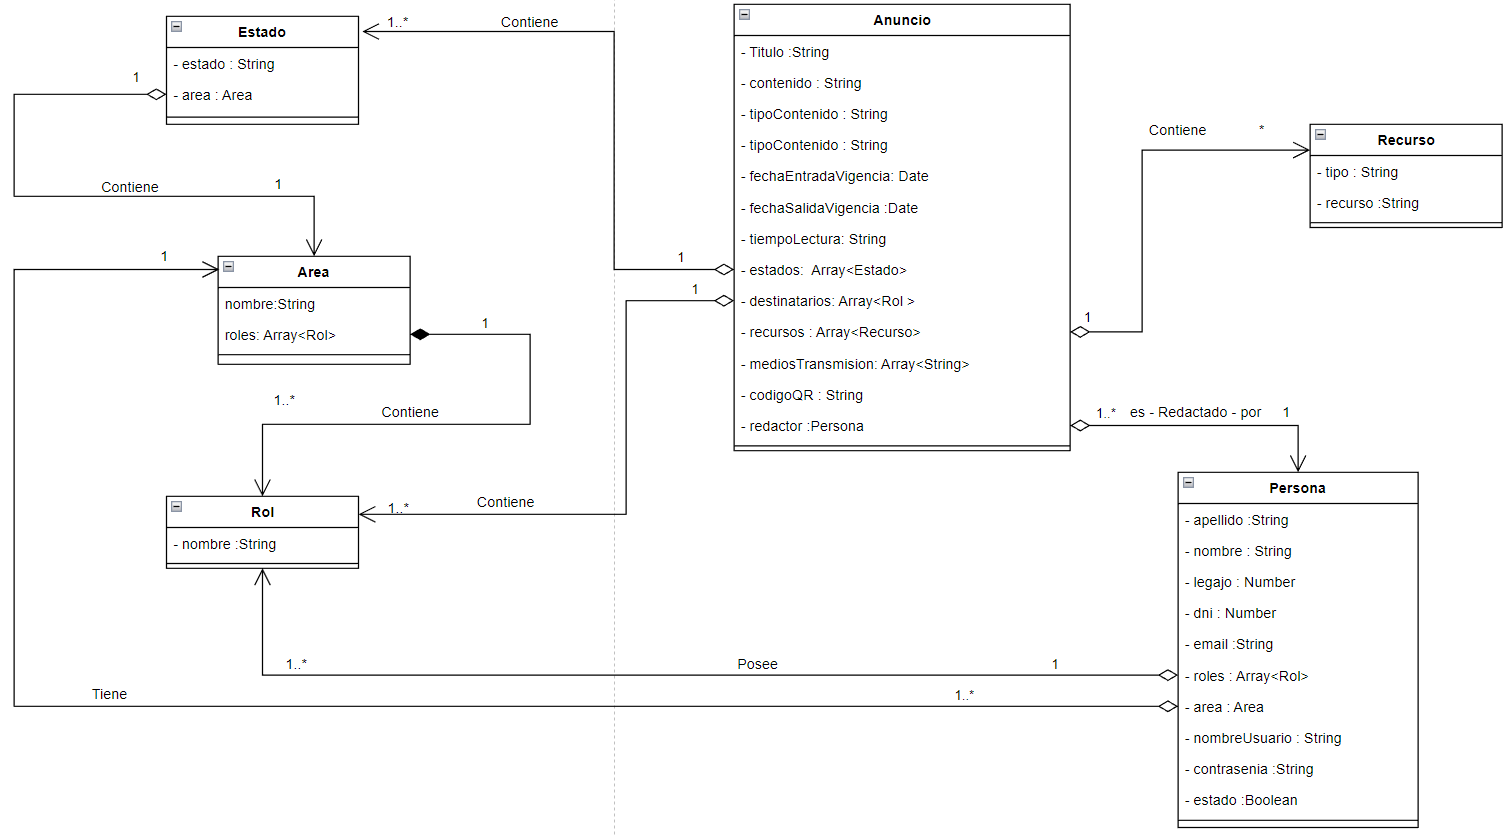 Estado
- estado : String
- area : Area
1
Contiene
1
1..*
Contiene
1
Anuncio
- Titulo :String
- contenido : String
- tipoContenido : String
- tipoContenido : String
- fechaEntradaVigencia: Date
- fechaSalidaVigencia :Date
- tiempoLectura: String
- estados:  Array<Estado>
- destinatarios: Array<Rol >
- recursos : Array<Recurso>
- mediosTransmision: Array<String>
- codigoQR : String
- redactor :Persona
Contiene
*
1
Recurso
- tipo : String
- recurso :String
1
Area
nombre:String
roles: Array<Rol>
1
1..*
Contiene
1
1..*
Contiene
Rol
- nombre :String
1..*
es - Redactado - por
1
Persona
- apellido :String
- nombre : String
- legajo : Number
- dni : Number
- email :String
- roles : Array<Rol>
- area : Area
- nombreUsuario : String
- contrasenia :String
- estado :Boolean
1..*
Posee
1
Tiene
1..*